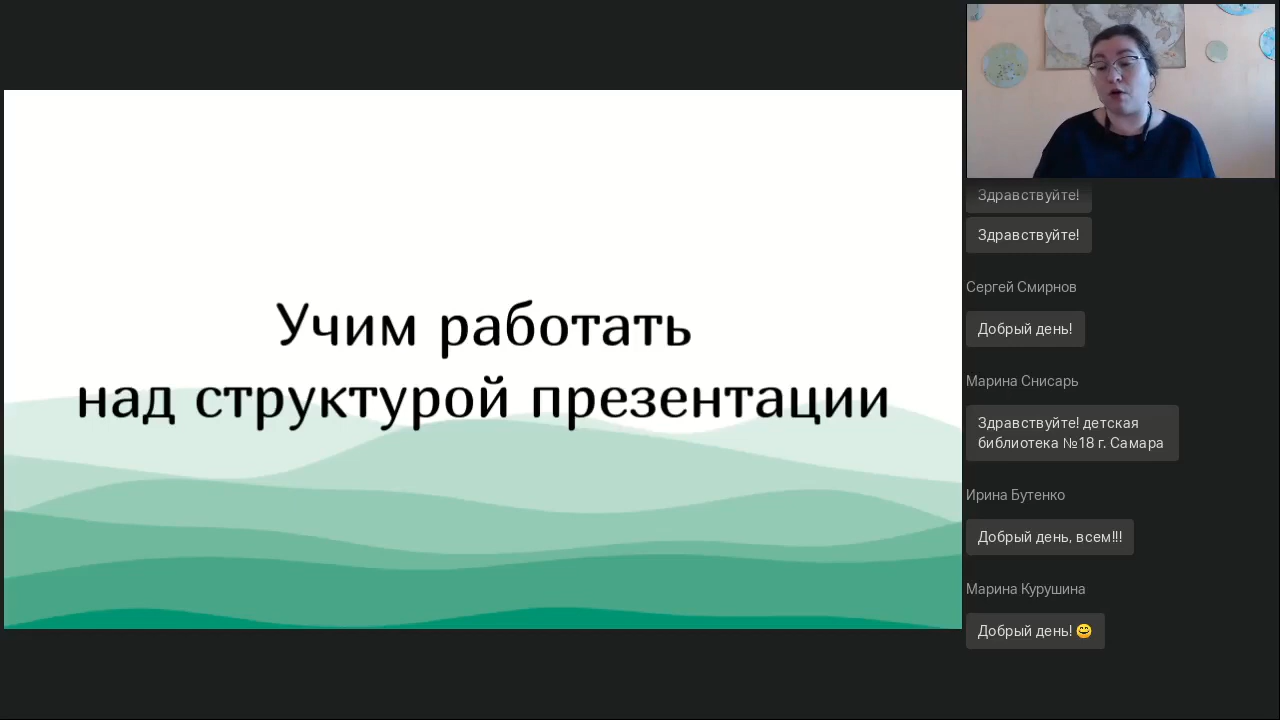 Учим работать
над структурой презентации
Здравствуйте!
Здравствуйте!
Сергей Смирнов
Добрый день!
Марина Снисарь
Здравствуйте! детская
библиотека №18 г. Самара
Ирина Бутенко
Добрый день, всем!!!
Марина Курушина
Добрый день! 😊